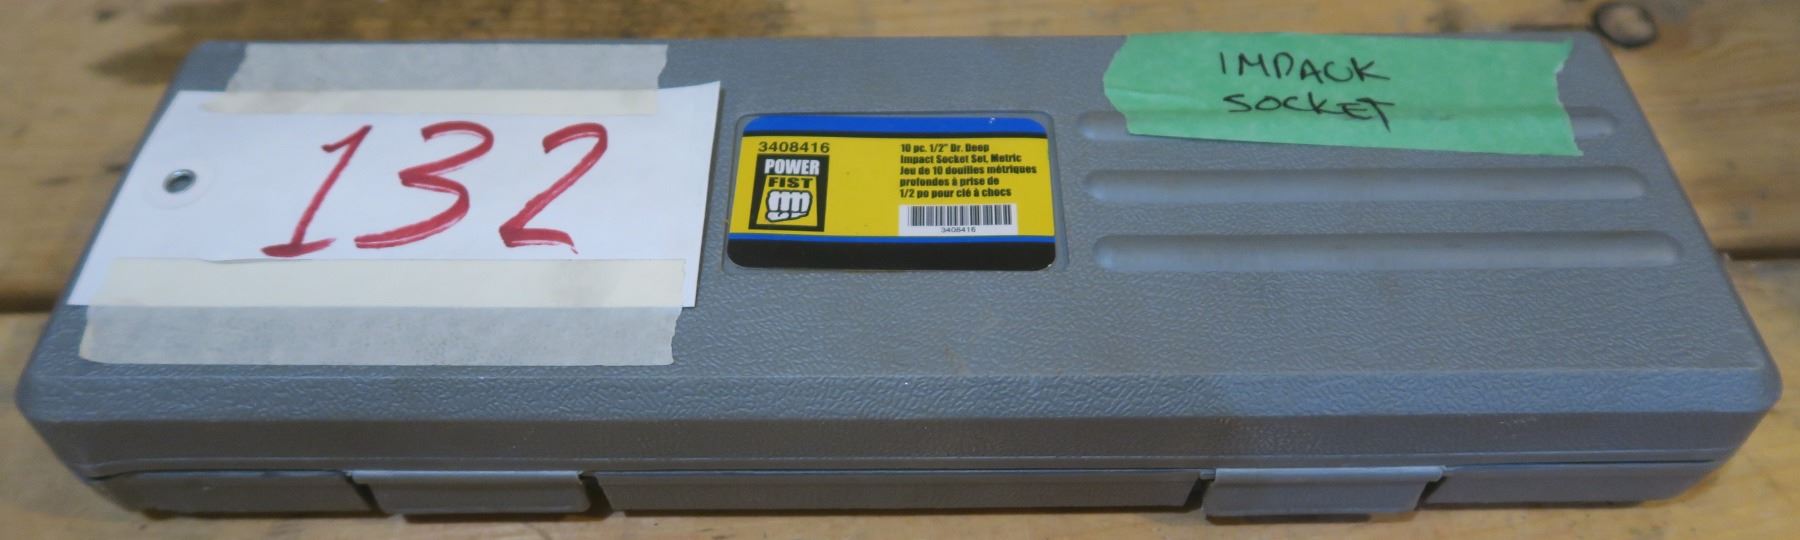 132
3408416
POWER
FIST
10 pc. 1/2" Dr. Deep
Impact Socket Set, Metric
Jeu de 10 douilles métriques
profondes à prise de
1/2 po pour clé à chocs
3408416
IMPACK
SOCKET